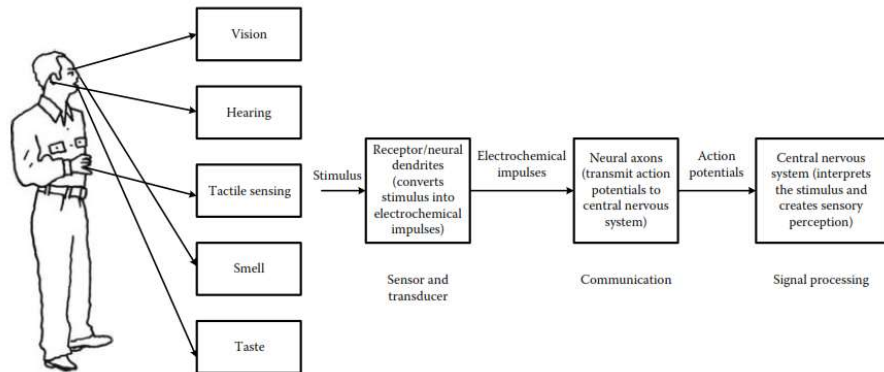 Vision
Hearing
Tactile sensing
Smell
Taste
Stimulus
Receptor/neural
dendrites
(converts
stimulus into
electrochemical
impulses)
Sensor and
transducer
Electrochemical
impulses
Neural axons
(transmit action
potentials to
central nervous
system)
Communication
Action
potentials
Central nervous
system (interprets
the stimulus and
creates sensory
perception)
Signal processing